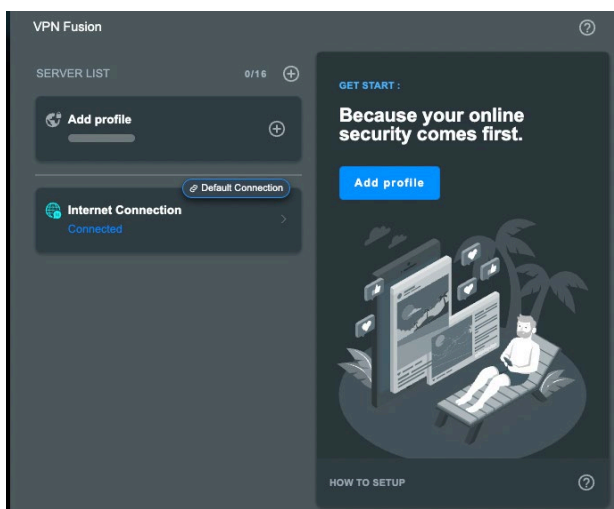 VPN Fusion
SERVER LIST
0/16
Add profile
Default Connection
Internet Connection
Connected
GET START :
Because your online
security comes first.
Add profile
HOW TO SETUP